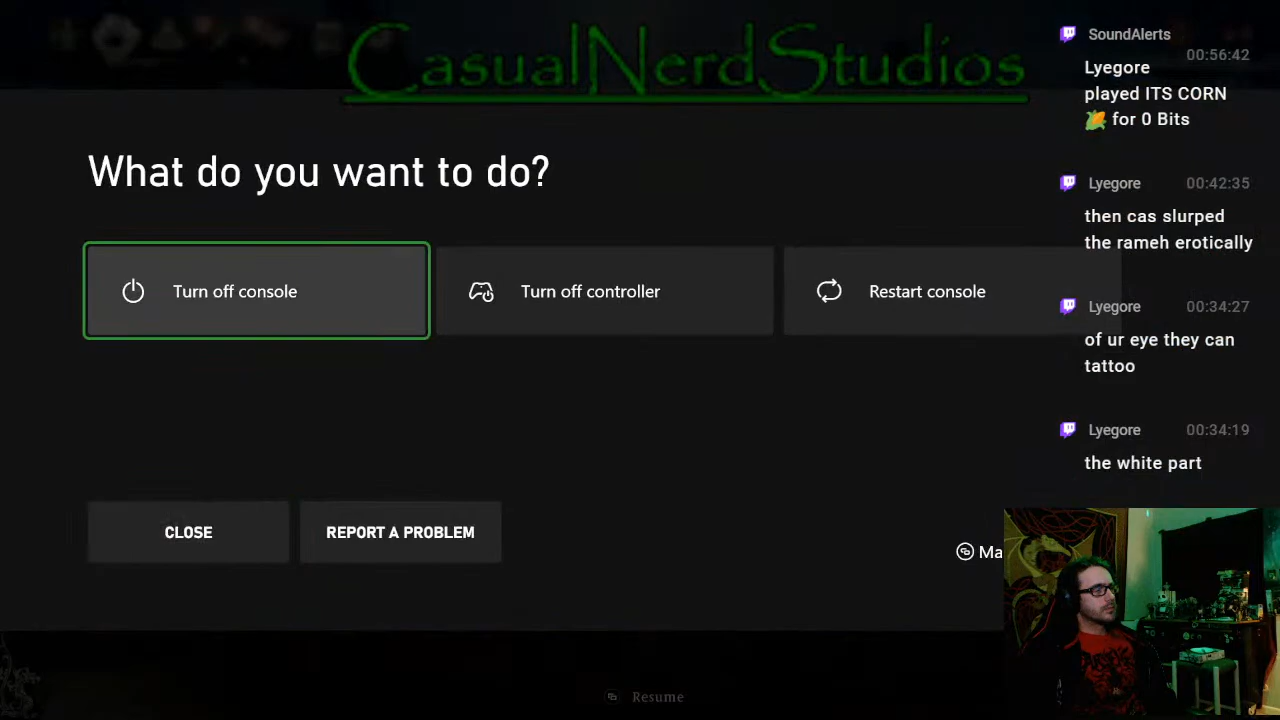 CasualNerdStudios
What do you want to do?
Turn off console
Turn off controller
Restart console
CLOSE
REPORT A PROBLEM
Ma
Resume
SoundAlerts
00:56:42
Lyegore
played ITS CORN
🌽 for 0 Bits
Lyegore
00:42:35
then cas slurped
the rameh erotically
Lyegore
00:34:27
of ur eye they can
tattoo
Lyegore
00:34:19
the white part